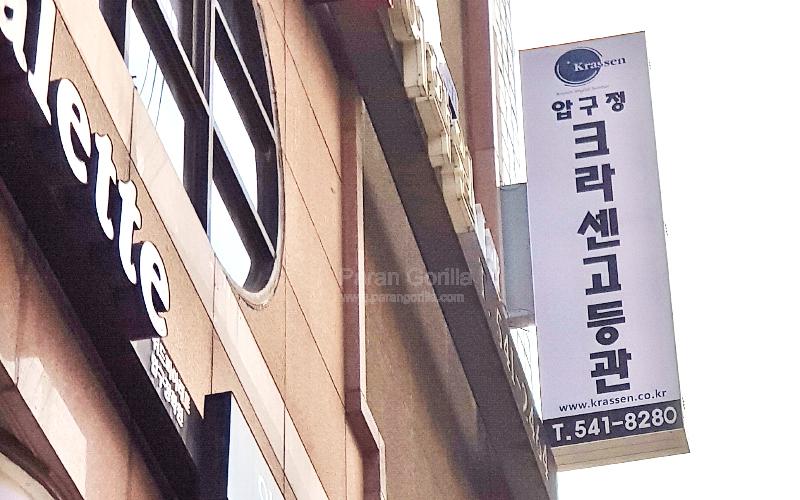 alette
Krassen
압구정
크라센고등관
www.krassen.co.kr
T.541-8280
Paran Gorilla
www.parangorilla.com